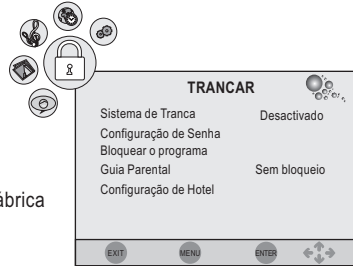 TRANCAR
Sistema de Tranca Desactivado
Configuração de Senha
Bloquear o programa
Guia Parental Sem bloqueio
Configuração de Hotel
ábrica
EXIT MENU ENTER